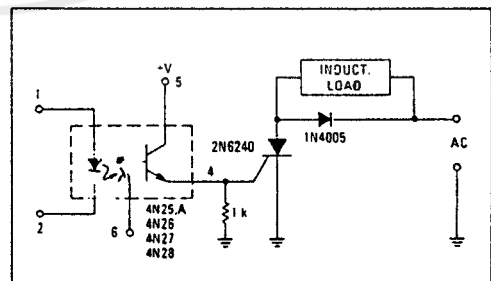 INDUCT.
LOAD
+V
5
1
1N4005
2N6240
AC
4
1 k
2
6
4N25,A
4N26
4N27
4N28